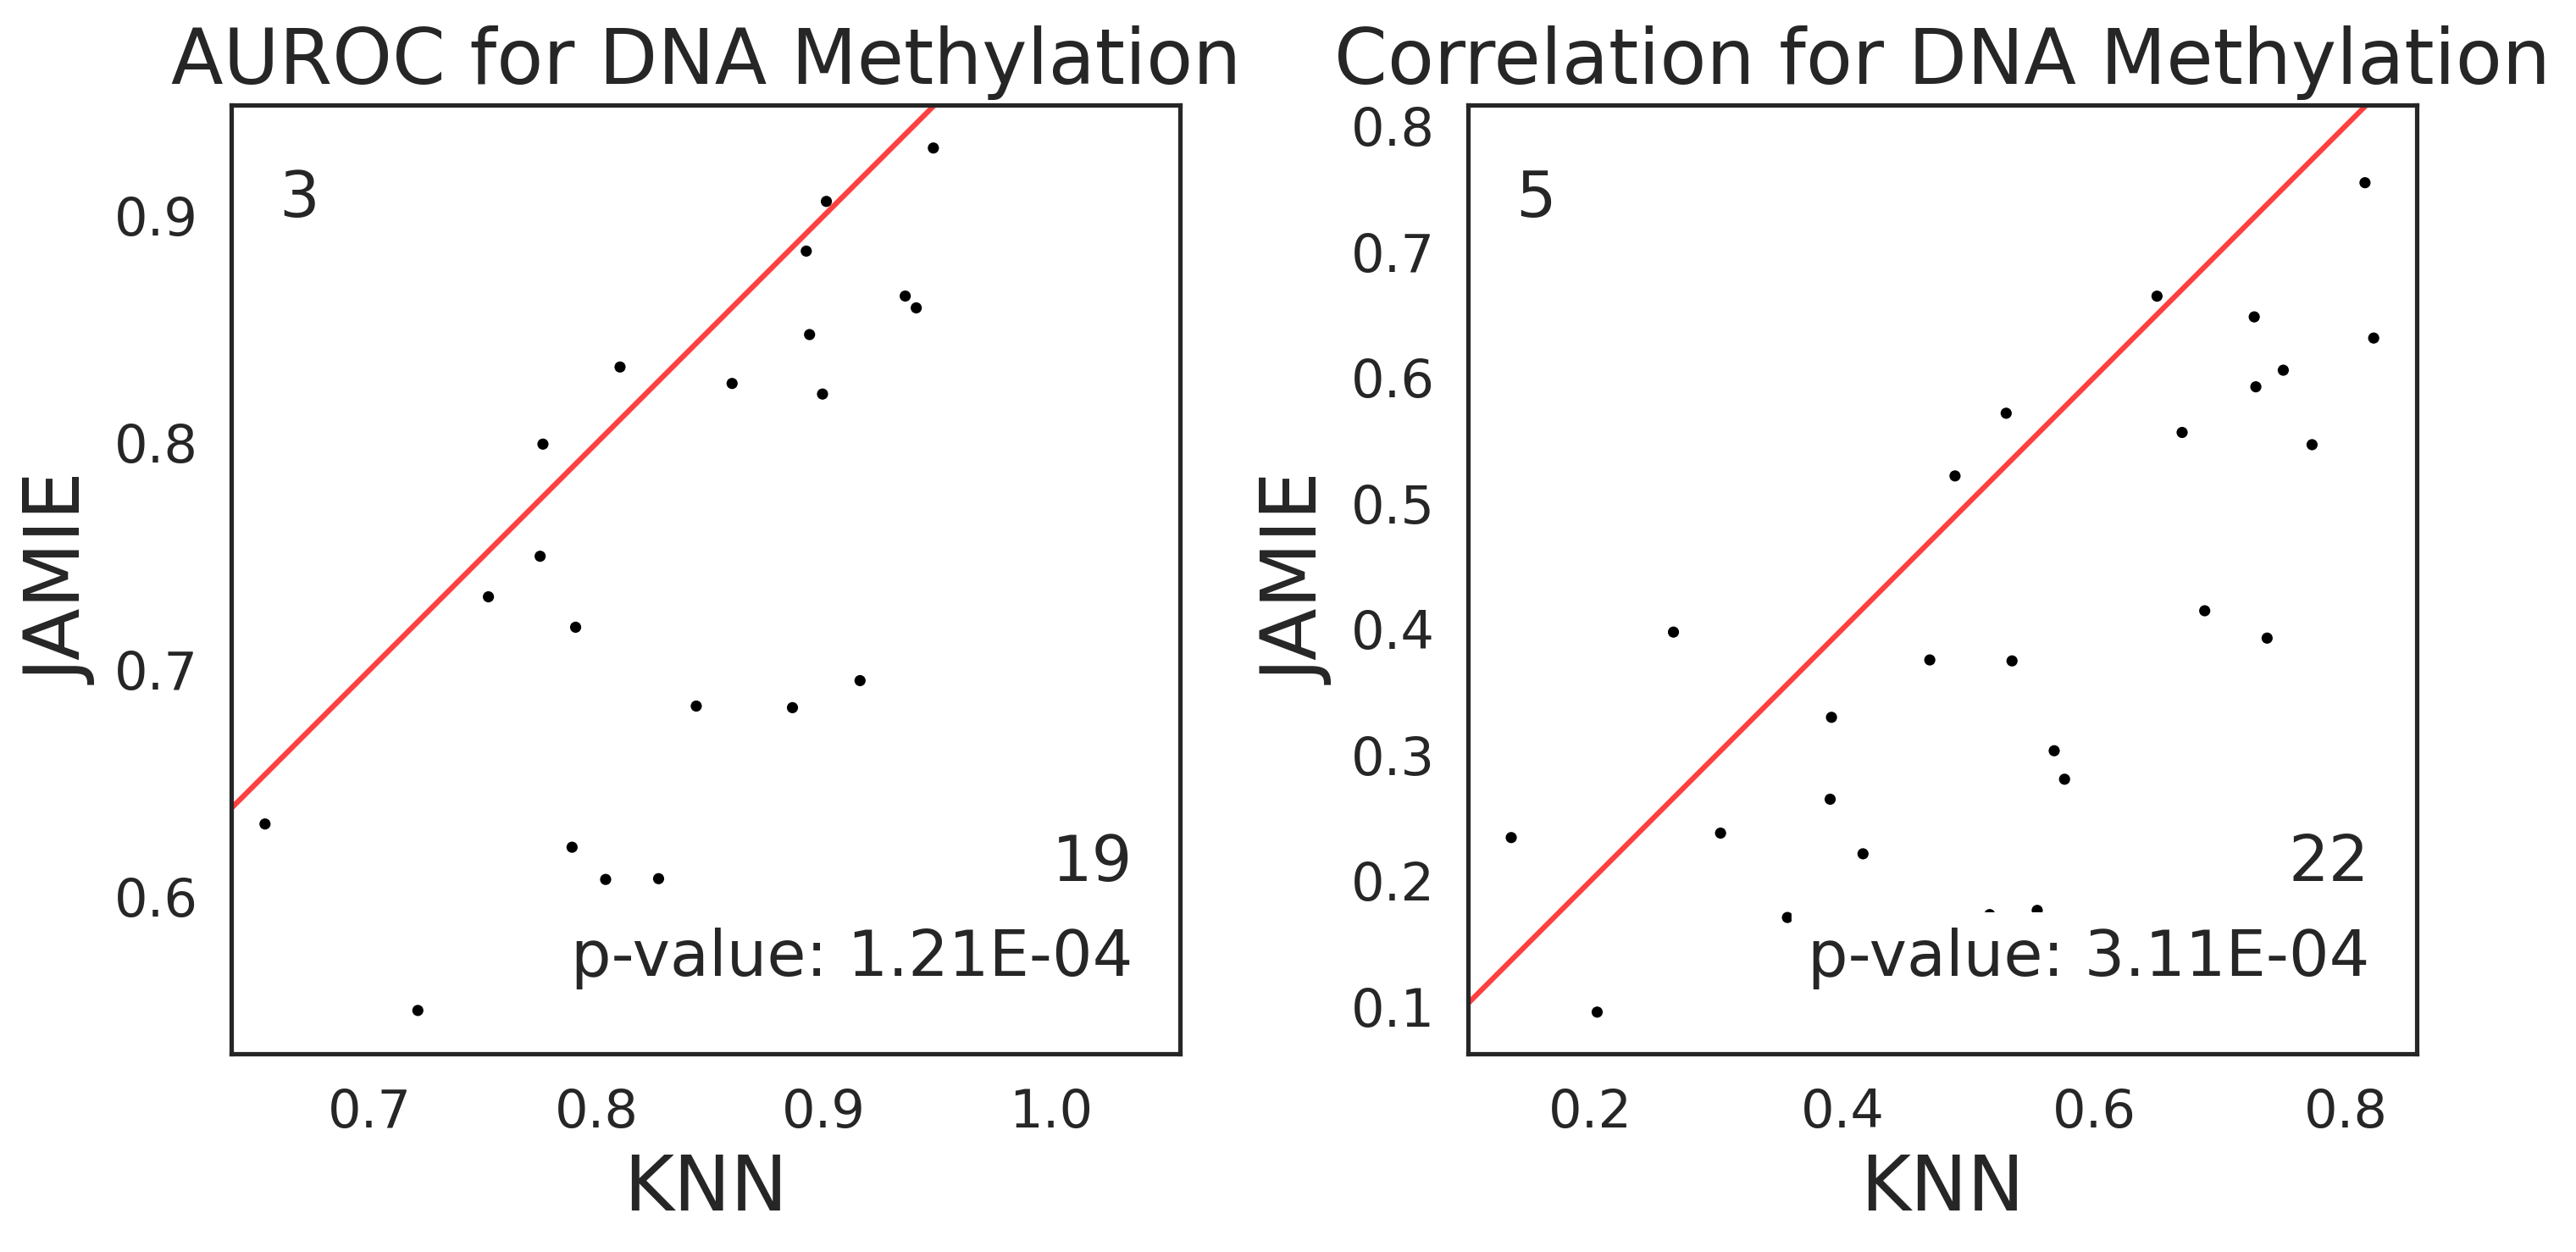 AUROC for DNA Methylation
3
0.9
0.8
0.7
0.6
JAMIE
19
p-value: 1.21E-04
0.7 0.8 0.9 1.0
KNN
Correlation for DNA Methylation
5
0.8
0.7
0.6
0.5
0.4
0.3
0.2
0.1
JAMIE
22
p-value: 3.11E-04
0.2 0.4 0.6 0.8
KNN